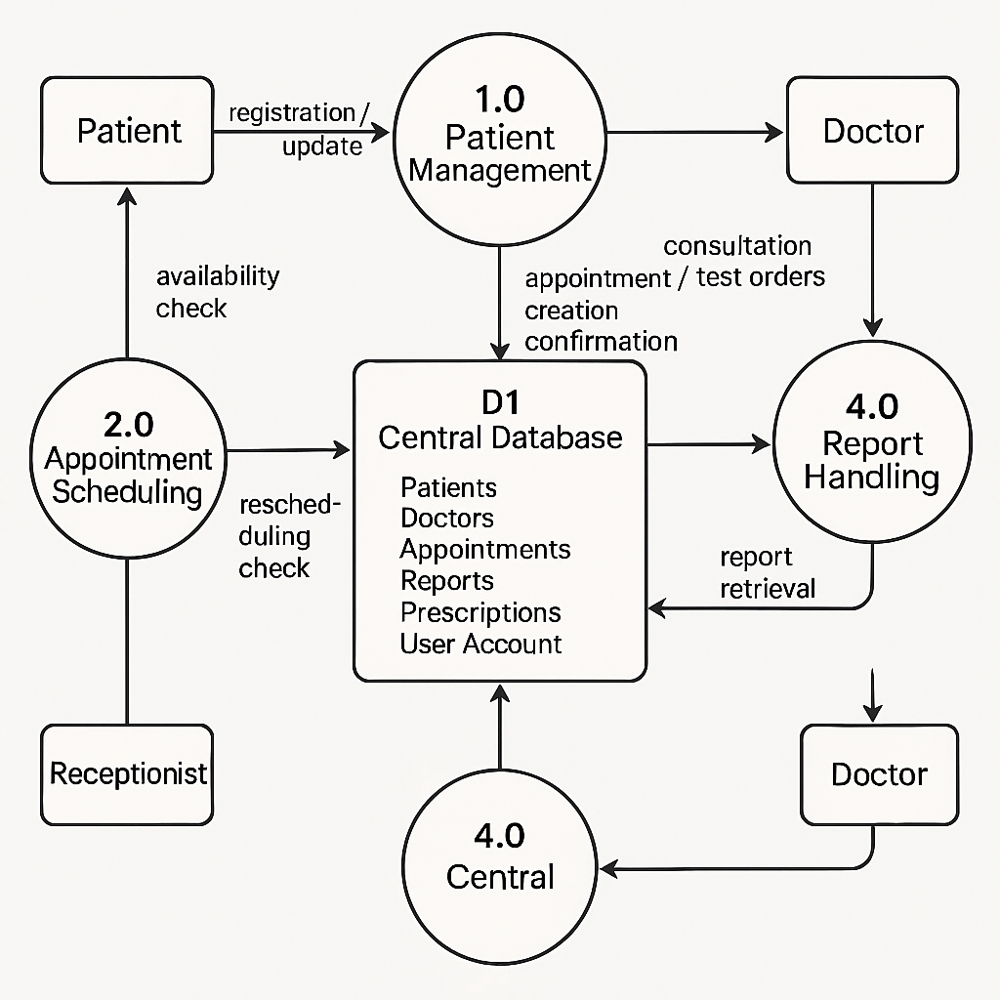 Patient
registration /
update
1.0
Patient
Management
Doctor
availability
check
consultation
appointment / test orders
creation
confirmation
2.0
Appointment
Scheduling
resched-
duling
check
D1
Central Database
Patients
Doctors
Appointments
Reports
Prescriptions
User Account
4.0
Report
Handling
report
retrieval
Receptionist
4.0
Central
Doctor